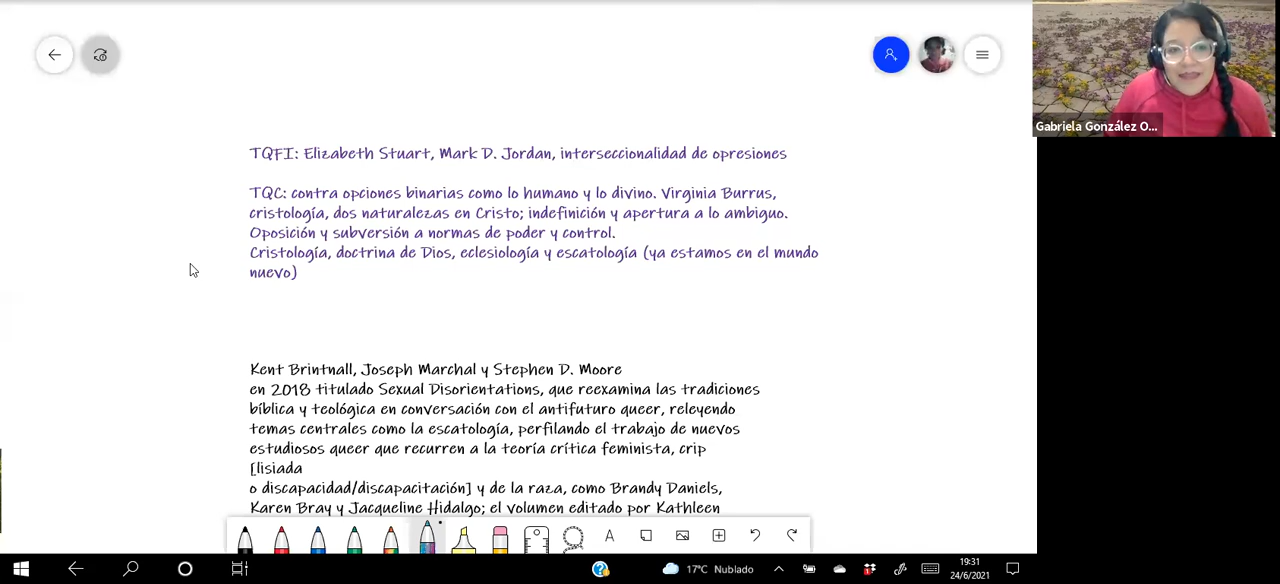 Gabriela González O...
TQFI: Elizabeth Stuart, Mark D. Jordan, interseccionalidad de opresiones
TQC: contra opciones binarias como lo humano y lo divino. Virginia Burrus,
cristología, dos naturalezas en Cristo; indefinición y apertura a lo ambiguo.
Oposición y subversión a normas de poder y control.
Cristología, doctrina de Dios, eclesiología y escatología (ya estamos en el mundo
nuevo)
Kent Brintnall, Joseph Marchal y Stephen D. Moore
en 2018 titulado Sexual Disorientations, que reexamina las tradiciones
bíblica y teológica en conversación con el antifuturo queer, releyendo
temas centrales como la escatología, perfilando el trabajo de nuevos
estudiosos queer que recurren a la teoría crítica feminista, crip
[lisiada
o discapacidad/discapacitación] y de la raza, como Brandy Daniels,
Karen Bray y Jacqueline Hidalgo; el volumen editado por Kathleen
A
17°C Nublado
19:31
24/6/2021